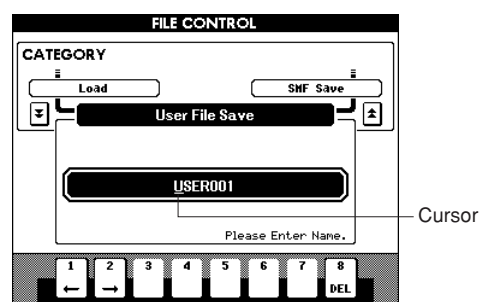 FILE CONTROL
CATEGORY
Load
SMF Save
User File Save
USER001
Cursor
Please Enter Name.
1 2 3 4 5 6 7 8
← → DEL